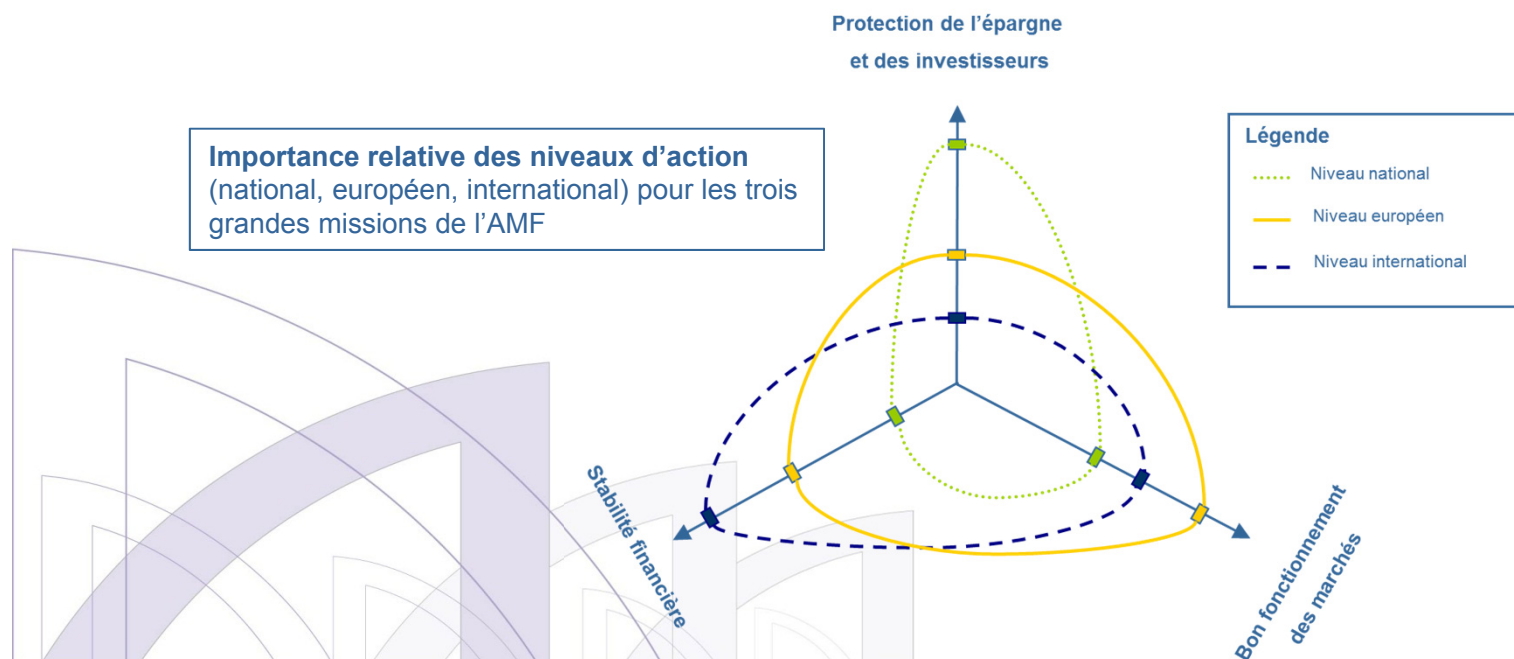 Protection de l’épargne
et des investisseurs
Importance relative des niveaux d’action
(national, européen, international) pour les trois
grandes missions de l’AMF
Légende
Niveau national
Niveau européen
Niveau international
Stabilité financière
Bon fonctionnement
des marchés